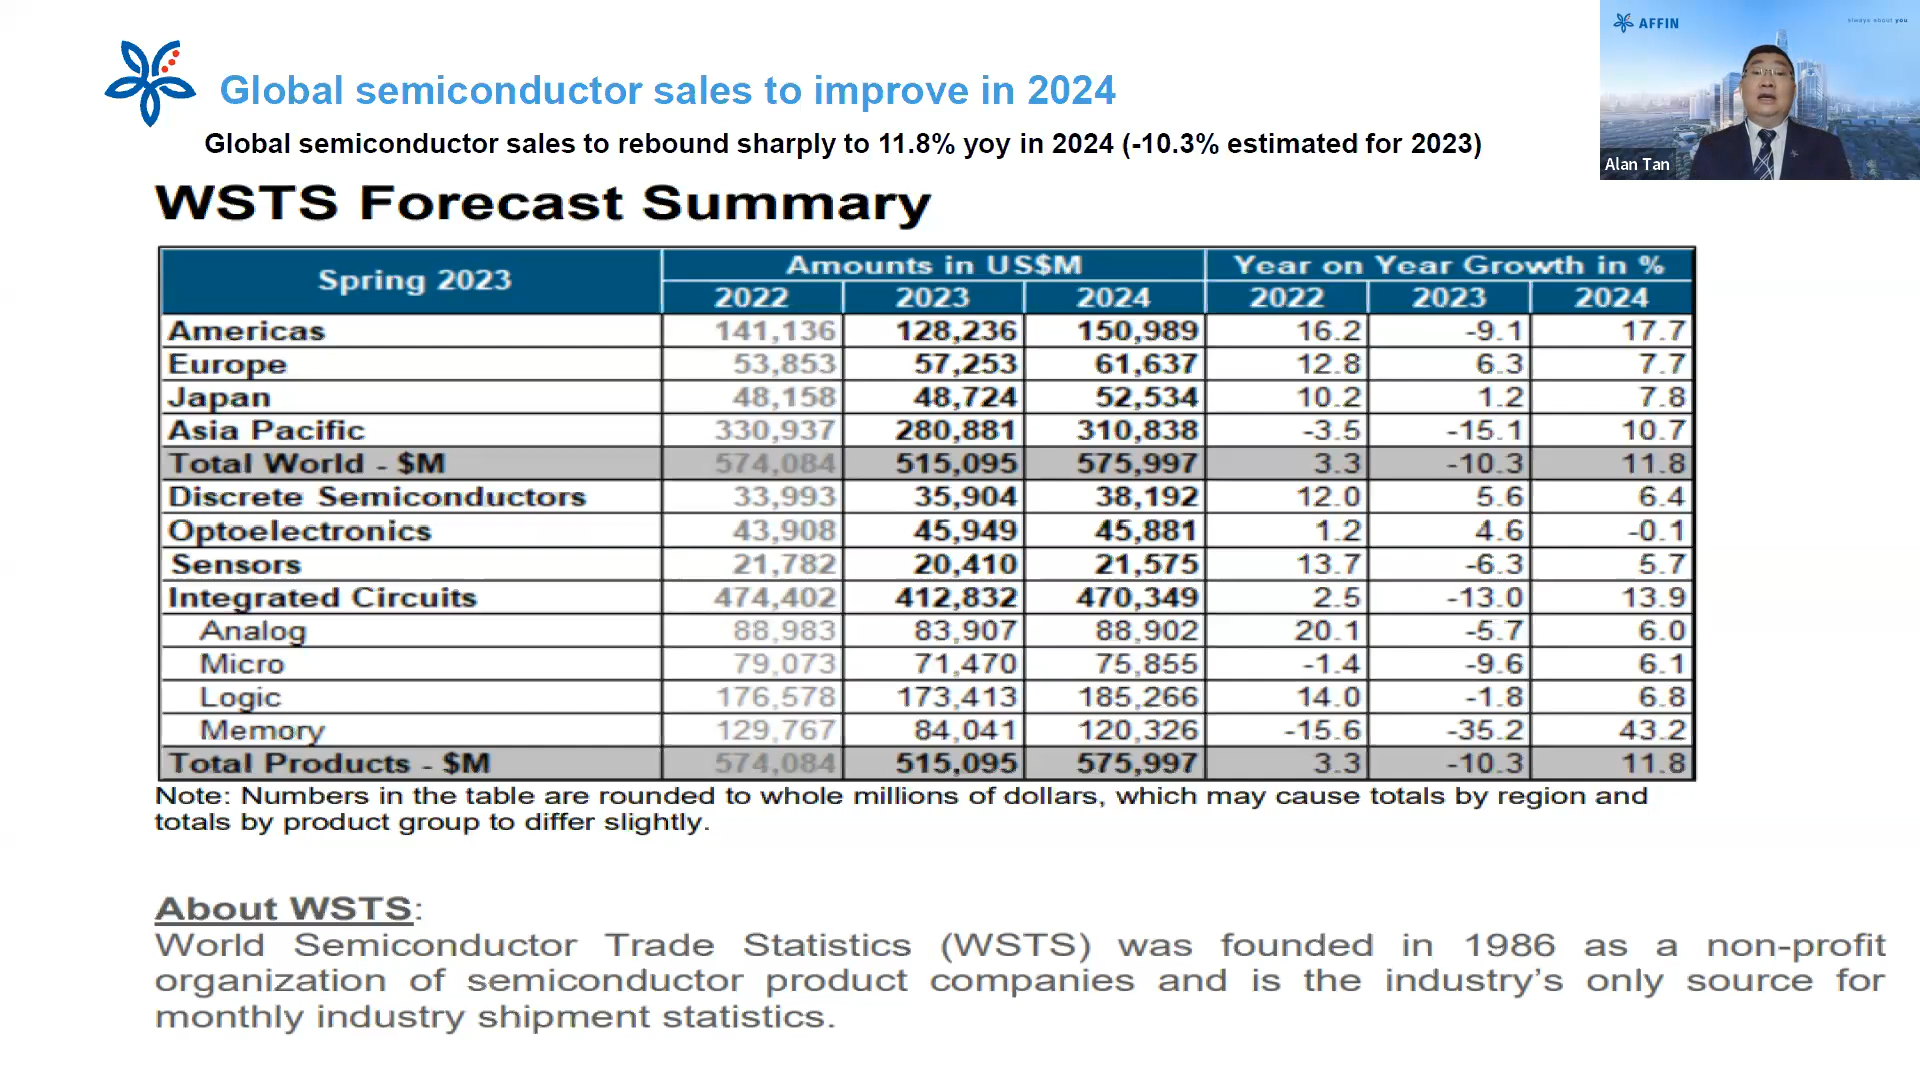 Global semiconductor sales to improve in 2024
Global semiconductor sales to rebound sharply to 11.8% yoy in 2024 (-10.3% estimated for 2023)
AFFIN
always about you
Alan Tan
WSTS Forecast Summary
Spring 2023 Amounts in US$M Year on Year Growth in %
2022 2023 2024 2022 2023 2024
Americas 141,136 128,236 150,989 16.2 -9.1 17.7
Europe 53,853 57,253 61,637 12.8 6.3 7.7
Japan 48,158 48,724 52,534 10.2 1.2 7.8
Asia Pacific 330,937 280,881 310,838 -3.5 -15.1 10.7
Total World - $M 574,084 515,095 575,997 3.3 -10.3 11.8
Discrete Semiconductors 33,993 35,904 38,192 12.0 5.6 6.4
Optoelectronics 43,908 45,949 45,881 1.2 4.6 -0.1
Sensors 21,782 20,410 21,575 13.7 -6.3 5.7
Integrated Circuits 474,402 412,832 470,349 2.5 -13.0 13.9
Analog 88,983 83,907 88,902 20.1 -5.7 6.0
Micro 79,073 71,470 75,855 -1.4 -9.6 6.1
Logic 176,578 173,413 185,266 14.0 -1.8 6.8
Memory 129,767 84,041 120,326 -15.6 -35.2 43.2
Total Products - $M 574,084 515,095 575,997 3.3 -10.3 11.8
Note: Numbers in the table are rounded to whole millions of dollars, which may cause totals by region and
totals by product group to differ slightly.
About WSTS:
World Semiconductor Trade Statistics (WSTS) was founded in 1986 as a non-profit
organization of semiconductor product companies and is the industry’s only source for
monthly industry shipment statistics.